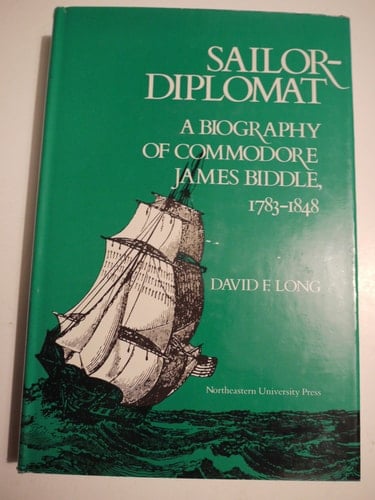 SAILOR-
DIPLOMAT
A BIOGRAPHY
OF COMMODORE
JAMES BIDDLE,
1783-1848
DAVID F. LONG
Northeastern University Press